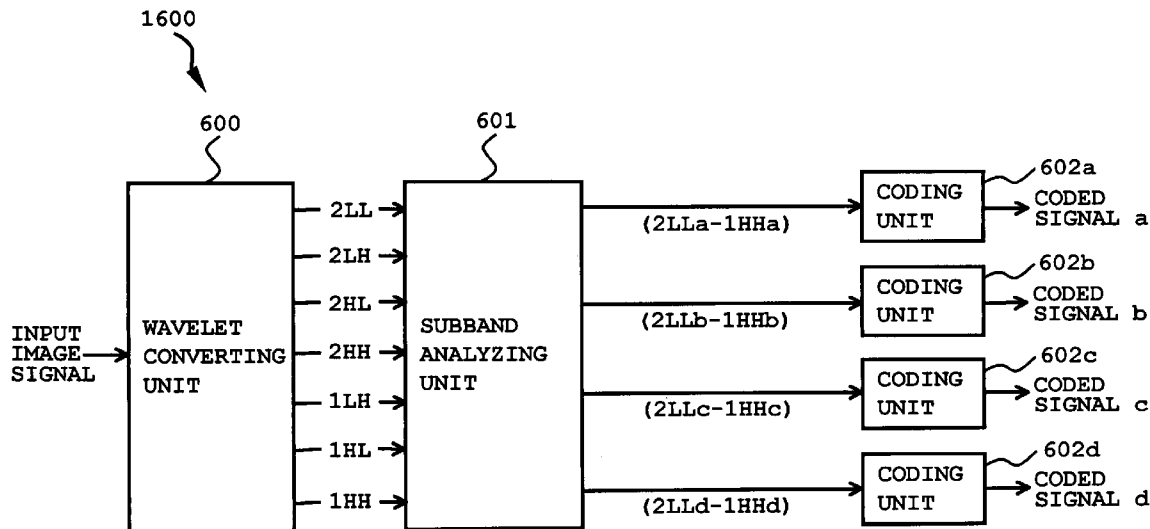 1600
600
601
602a
CODING
UNIT
CODED
SIGNAL a
2LL
(2LLa-1HHa)
2LH
602b
CODING
UNIT
CODED
SIGNAL b
2HL
(2LLb-1HHb)
INPUT
IMAGE
SIGNAL
WAVELET
CONVERTING
UNIT
2HH
SUBBAND
ANALYZING
UNIT
602c
CODING
UNIT
CODED
SIGNAL c
1LH
(2LLc-1HHc)
1HL
602d
CODING
UNIT
CODED
SIGNAL d
1HH
(2LLd-1HHd)